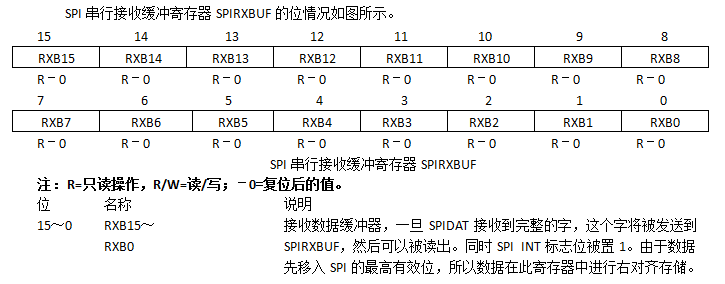 SPI 串行接收缓冲寄存器 SPIRXBUF 的位情况如图所示。
15 14 13 12 11 10 9 8
RXB15 RXB14 RXB13 RXB12 RXB11 RXB10 RXB9 RXB8
R－0 R－0 R－0 R－0 R－0 R－0 R－0 R－0
7 6 5 4 3 2 1 0
RXB7 RXB6 RXB5 RXB4 RXB3 RXB2 RXB1 RXB0
R－0 R－0 R－0 R－0 R－0 R－0 R－0 R－0
SPI 串行接收缓冲寄存器 SPIRXBUF
注：R=只读操作，R/W=读/写；－0=复位后的值。
位 名称 说明
15～0 RXB15～ 接收数据缓冲器，一旦 SPIDAT 接收到完整的字，这个字将被发送到
RXB0 SPIRXBUF，然后可以被读出。同时 SPI INT 标志位被置 1。由于数据
先移入 SPI 的最高有效位，所以数据在此寄存器中进行右对齐存储。